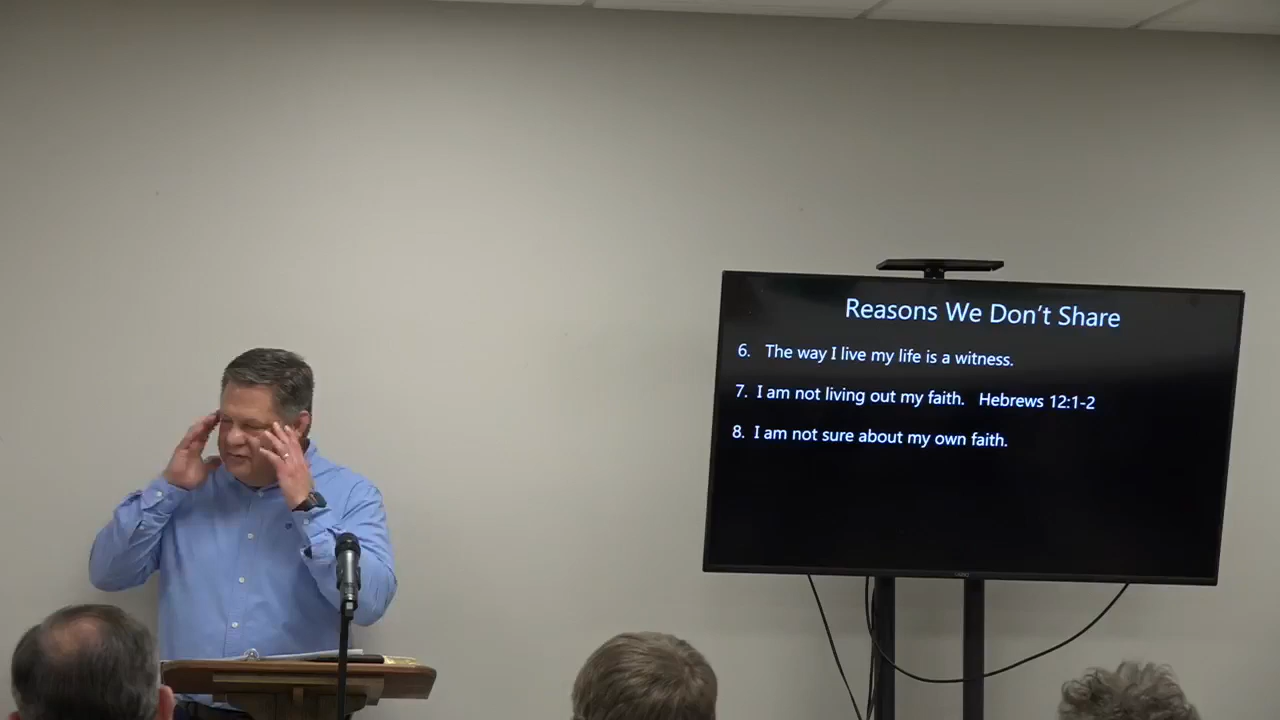 Reasons We Don't Share
6. The way I live my life is a witness.
7. I am not living out my faith. Hebrews 12:1-2
8. I am not sure about my own faith.